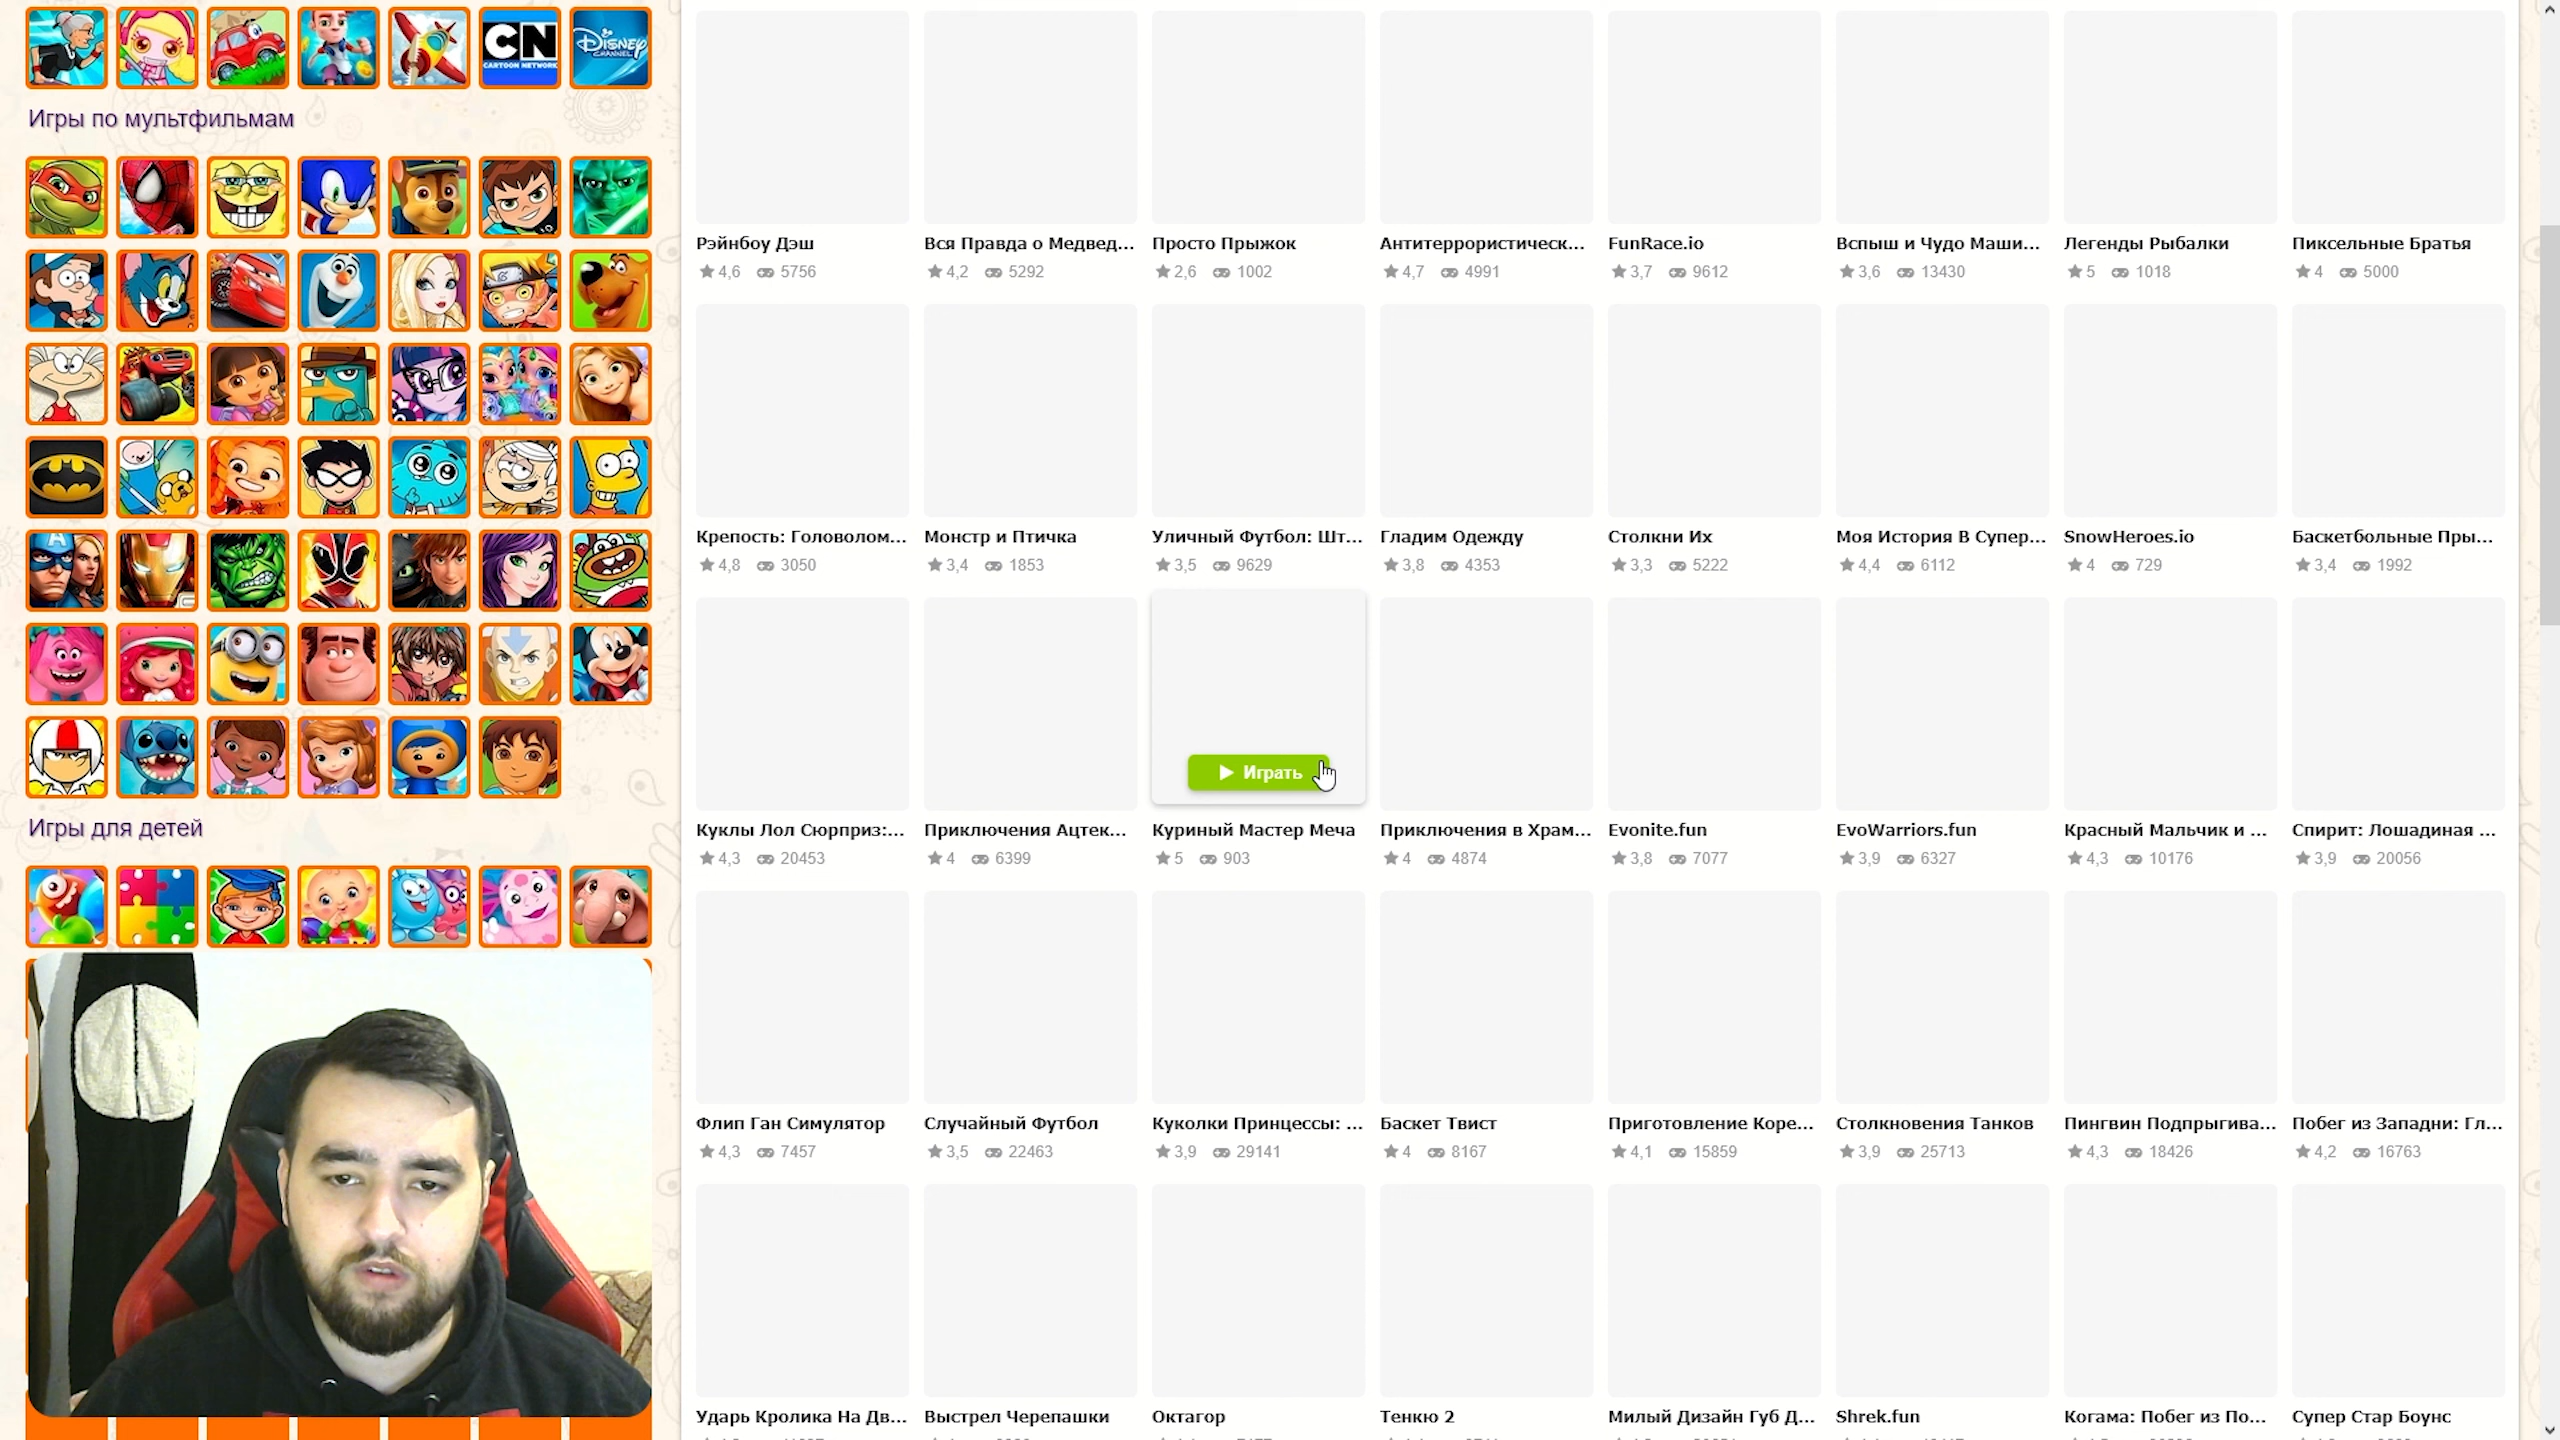 CN
CARTOON NETWORK
Disney
CHANNEL
Игры по мультфильмам
Игры для детей
Рэйнбоу Дэш
4,6 5756
Вся Правда о Медвед...
4,2 5292
Просто Прыжок
2,6 1002
Антитеррористическ...
4,7 4991
FunRace.io
3,7 9612
Вспыш и Чудо Маши...
3,6 13430
Легенды Рыбалки
5 1018
Пиксельные Братья
4 5000
Крепость: Головолом...
4,8 3050
Монстр и Птичка
3,4 1853
Уличный Футбол: Шт...
3,5 9629
Гладим Одежду
3,8 4353
Столкни Их
3,3 5222
Моя История В Супер...
4,4 6112
SnowHeroes.io
4 729
Баскетбольные Пры...
3,4 1992
Куклы Лол Сюрприз:...
4,3 20453
Приключения Ацтек...
4 6399
Играть
Куриный Мастер Меча
5 903
Приключения в Храм...
4 4874
Evonite.fun
3,8 7077
EvoWarriors.fun
3,9 6327
Красный Мальчик и ...
4,3 10176
Спирит: Лошадиная ...
3,9 20056
Флип Ган Симулятор
4,3 7457
Случайный Футбол
3,5 22463
Куколки Принцессы: ...
3,9 29141
Баскет Твист
4 8167
Приготовление Коре...
4,1 15859
Столкновения Танков
3,9 25713
Пингвин Подпрыгива...
4,3 18426
Побег из Западни: Гл...
4,2 16763
Ударь Кролика На Дв...
Выстрел Черепашки
Октагор
Тенкю 2
Милый Дизайн Губ Д...
Shrek.fun
Когама: Побег из По...
Супер Стар Боунс